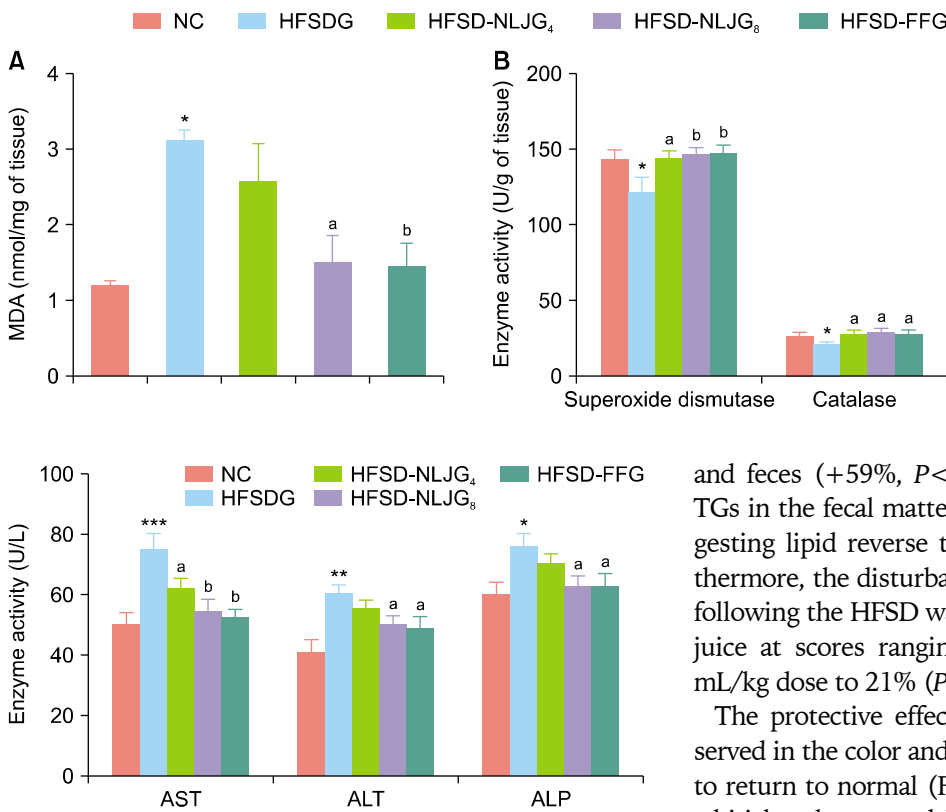 NC HFSDG HFSD-NLJG₄ HFSD-NLJG₈ HFSD-FFG
A
MDA (nmol/mg of tissue)
4
3
2
1
0
*
a
b
B
Enzyme activity (U/g of tissue)
200
150
100
50
0
* a b b
* a a a
Superoxide dismutase Catalase
NC HFSD-NLJG₄ HFSD-FFG
HFSDG HFSD-NLJG₈
Enzyme activity (U/L)
100
80
60
40
20
0
*** a b b
** a a
* a a
AST ALT ALP
and feces (+59%, P<
TGs in the fecal matte
gesting lipid reverse t
thermore, the disturba
following the HFSD wa
juice at scores rangin
mL/kg dose to 21% (P
The protective effec
served in the color and
to return to normal (F